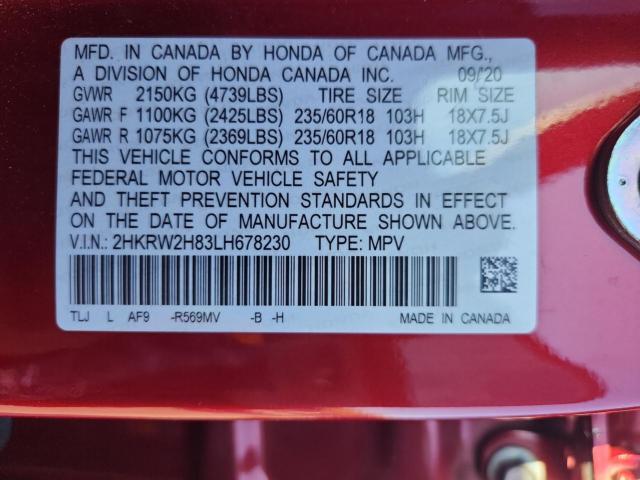 MFD. IN CANADA BY HONDA OF CANADA MFG.,
A DIVISION OF HONDA CANADA INC. 09/'20
GVWR 2150KG (4739LBS) TIRE SIZE RIM SIZE
GAWR F 1100KG (2425LBS) 235/60R18 103H 18X7.5J
GAWR R 1075KG (2369LBS) 235/60R18 103H 18X7.5J
THIS VEHICLE CONFORMS TO ALL APPLICABLE
FEDERAL MOTOR VEHICLE SAFETY
AND THEFT PREVENTION STANDARDS IN EFFECT
ON THE DATE OF MANUFACTURE SHOWN ABOVE.
V.I.N.: 2HKRW2H83LH678230 TYPE: MPV
TLJ L AF9 -R569MV -B -H MADE IN CANADA